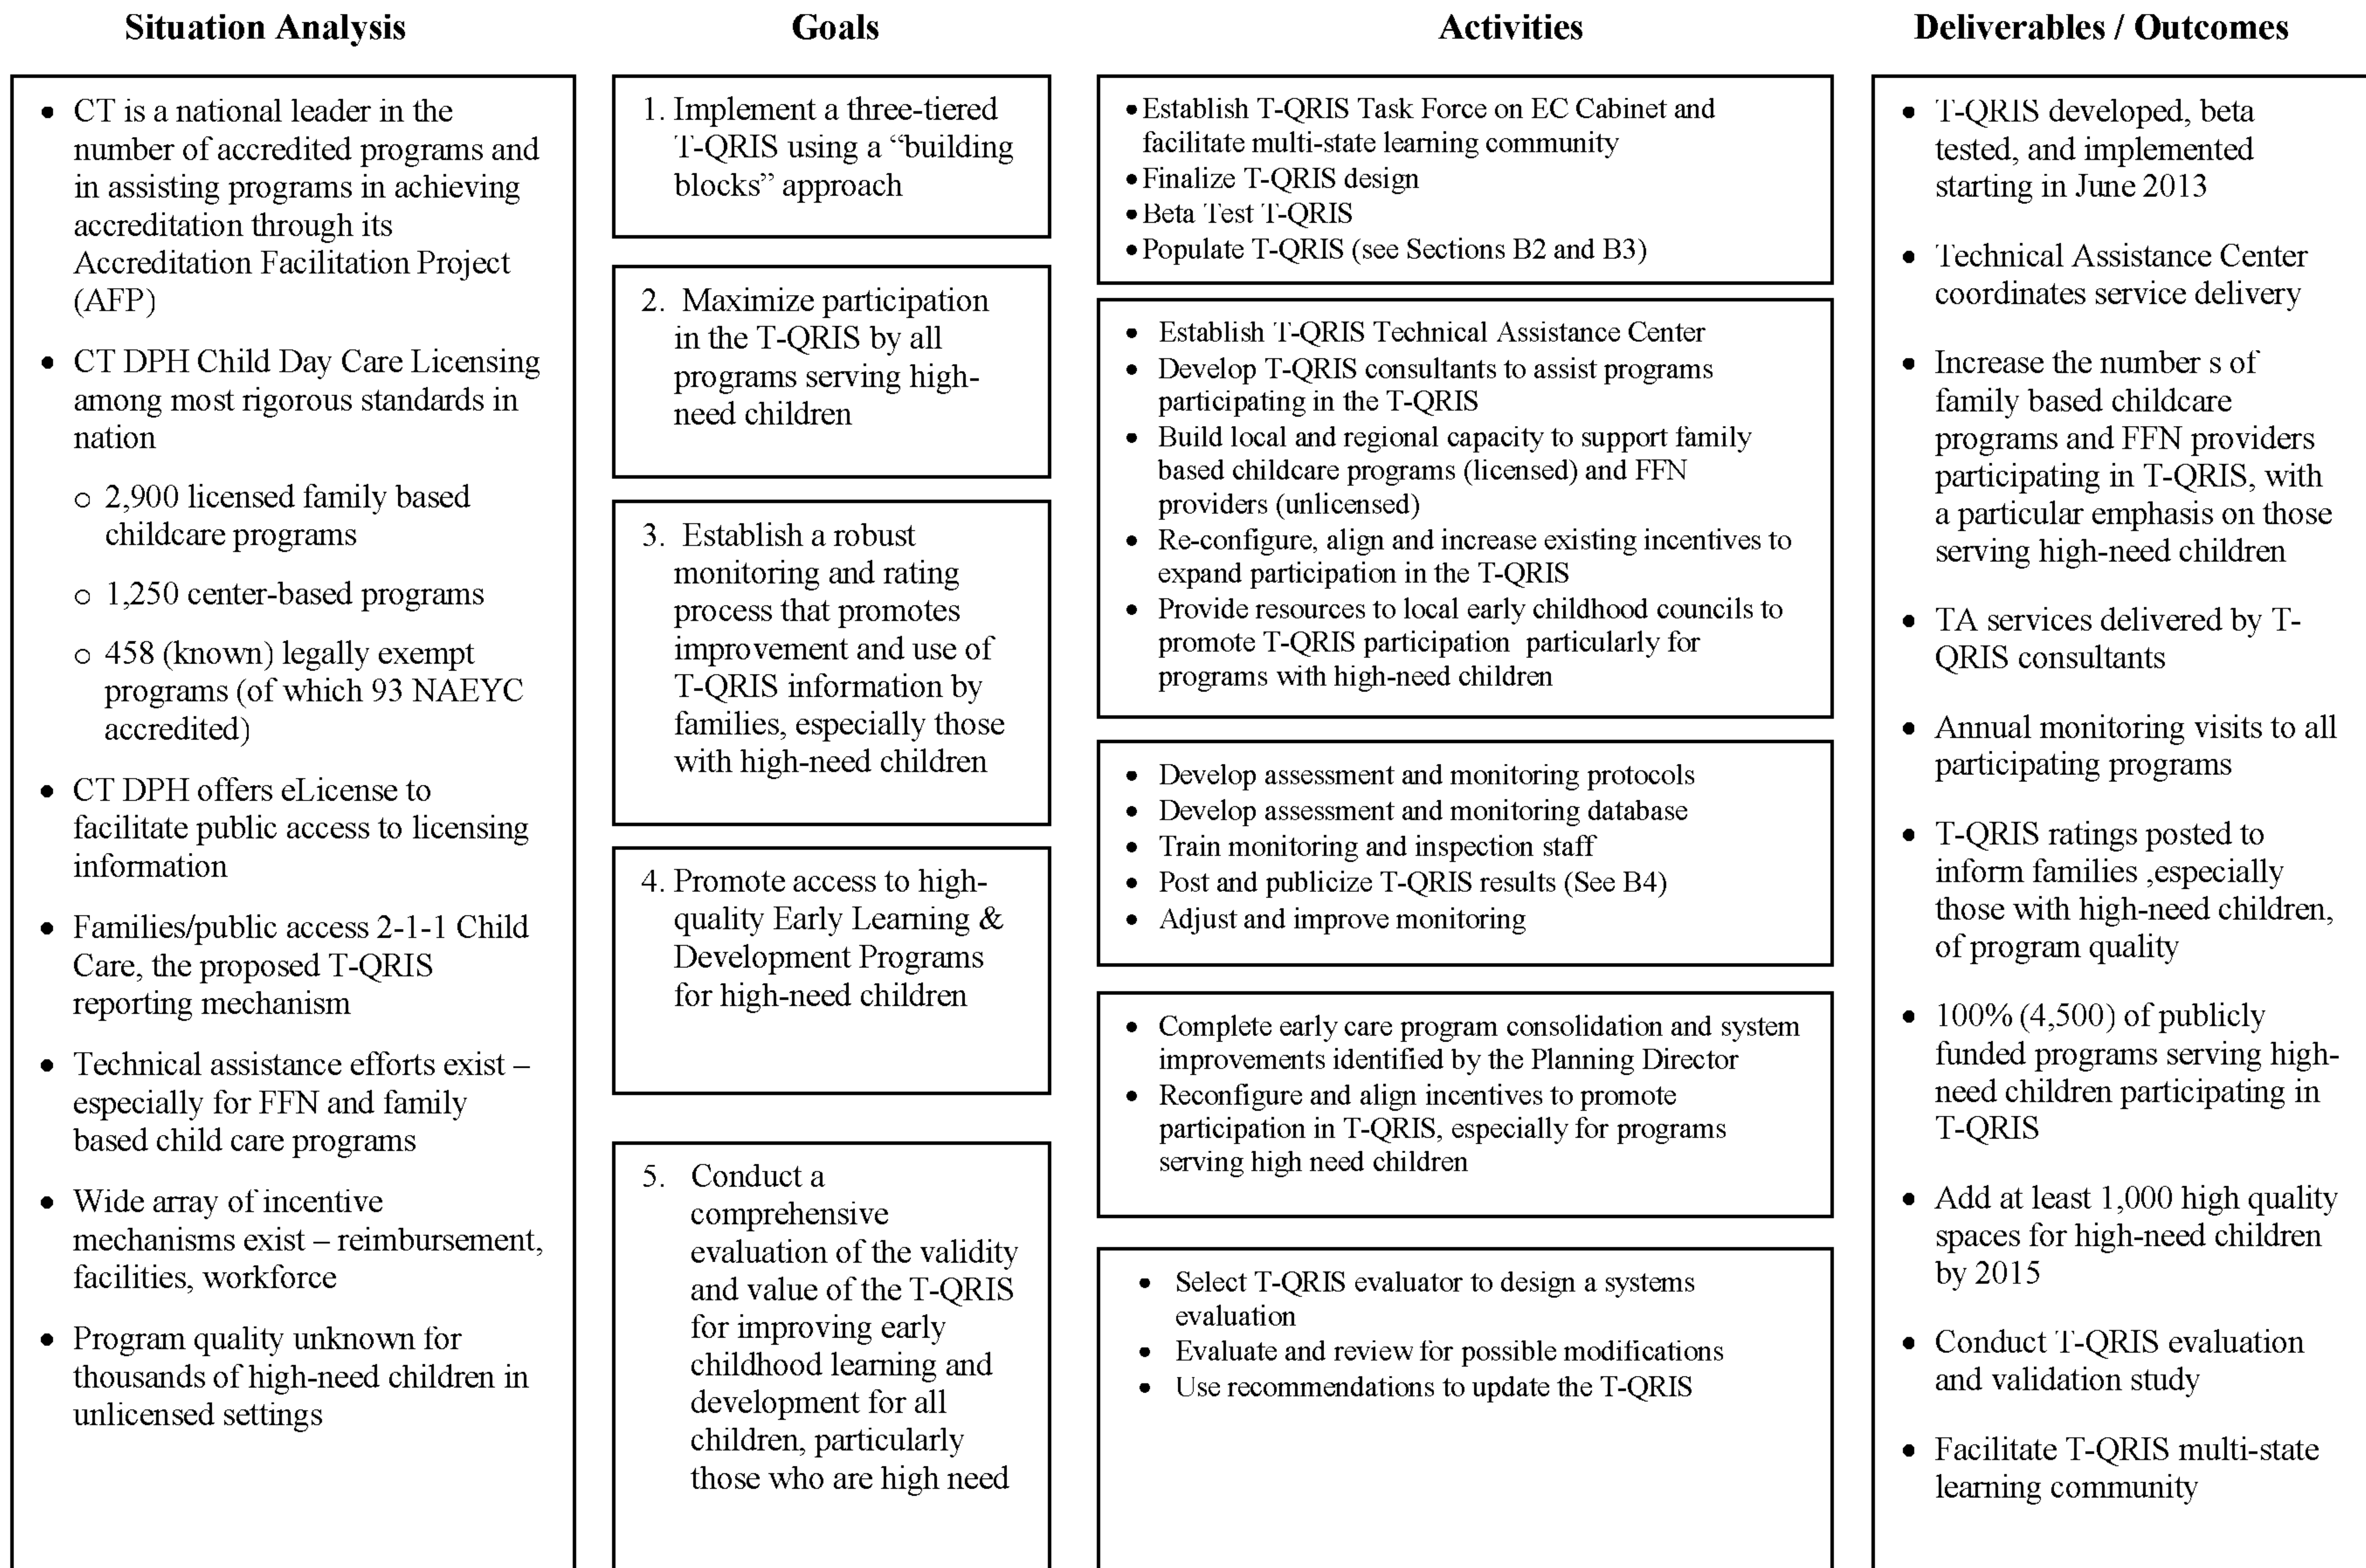 Situation Analysis
• CT is a national leader in the
number of accredited programs and
in assisting programs in achieving
accreditation through its
Accreditation Facilitation Project
(AFP)
• CT DPH Child Day Care Licensing
among most rigorous standards in
nation
o 2,900 licensed family based
childcare programs
o 1,250 center-based programs
o 458 (known) legally exempt
programs (of which 93 NAEYC
accredited)
• CT DPH offers eLicense to
facilitate public access to licensing
information
• Families/public access 2-1-1 Child
Care, the proposed T-QRIS
reporting mechanism
• Technical assistance efforts exist –
especially for FFN and family
based child care programs
• Wide array of incentive
mechanisms exist – reimbursement,
facilities, workforce
• Program quality unknown for
thousands of high-need children in
unlicensed settings
Goals
1. Implement a three-tiered
T-QRIS using a “building
blocks” approach
2. Maximize participation
in the T-QRIS by all
programs serving high-
need children
3. Establish a robust
monitoring and rating
process that promotes
improvement and use of
T-QRIS information by
families, especially those
with high-need children
4. Promote access to high-
quality Early Learning &
Development Programs
for high-need children
5. Conduct a
comprehensive
evaluation of the validity
and value of the T-QRIS
for improving early
childhood learning and
development for all
children, particularly
those who are high need
Activities
• Establish T-QRIS Task Force on EC Cabinet and
facilitate multi-state learning community
• Finalize T-QRIS design
• Beta Test T-QRIS
• Populate T-QRIS (see Sections B2 and B3)
• Establish T-QRIS Technical Assistance Center
• Develop T-QRIS consultants to assist programs
participating in the T-QRIS
• Build local and regional capacity to support family
based childcare programs (licensed) and FFN
providers (unlicensed)
• Re-configure, align and increase existing incentives to
expand participation in the T-QRIS
• Provide resources to local early childhood councils to
promote T-QRIS participation particularly for
programs with high-need children
• Develop assessment and monitoring protocols
• Develop assessment and monitoring database
• Train monitoring and inspection staff
• Post and publicize T-QRIS results (See B4)
• Adjust and improve monitoring
• Complete early care program consolidation and system
improvements identified by the Planning Director
• Reconfigure and align incentives to promote
participation in T-QRIS, especially for programs
serving high need children
• Select T-QRIS evaluator to design a systems
evaluation
• Evaluate and review for possible modifications
• Use recommendations to update the T-QRIS
Deliverables / Outcomes
• T-QRIS developed, beta
tested, and implemented
starting in June 2013
• Technical Assistance Center
coordinates service delivery
• Increase the number s of
family based childcare
programs and FFN providers
participating in T-QRIS, with
a particular emphasis on those
serving high-need children
• TA services delivered by T-
QRIS consultants
• Annual monitoring visits to all
participating programs
• T-QRIS ratings posted to
inform families ,especially
those with high-need children,
of program quality
• 100% (4,500) of publicly
funded programs serving high-
need children participating in
T-QRIS
• Add at least 1,000 high quality
spaces for high-need children
by 2015
• Conduct T-QRIS evaluation
and validation study
• Facilitate T-QRIS multi-state
learning community